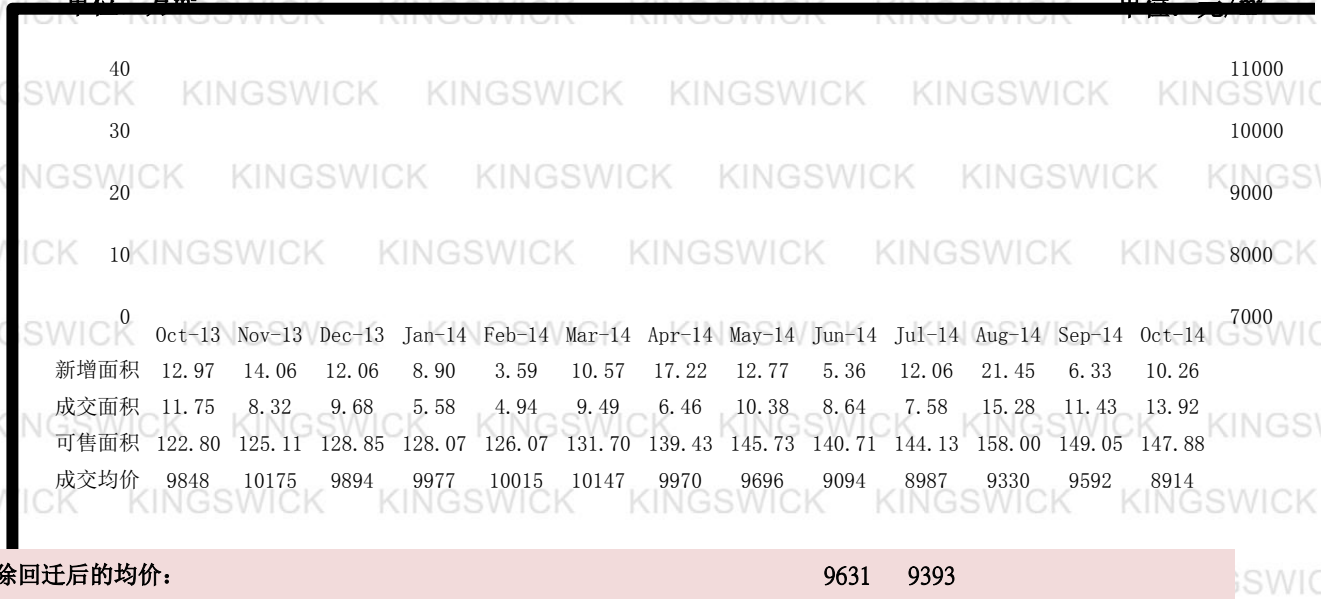 40 11000
30 10000
20 9000
10 8000
0 7000
Oct-13 Nov-13 Dec-13 Jan-14 Feb-14 Mar-14 Apr-14 May-14 Jun-14 Jul-14 Aug-14 Sep-14 Oct-14
新增面积 12.97 14.06 12.06 8.90 3.59 10.57 17.22 12.77 5.36 12.06 21.45 6.33 10.26
成交面积 11.75 8.32 9.68 5.58 4.94 9.49 6.46 10.38 8.64 7.58 15.28 11.43 13.92
可售面积 122.80 125.11 128.85 128.07 126.07 131.70 139.43 145.73 140.71 144.13 158.00 149.05 147.88
成交均价 9848 10175 9894 9977 10015 10147 9970 9696 9094 8987 9330 9592 8914
除回迁后的均价： 9631 9393
KINGSWICK